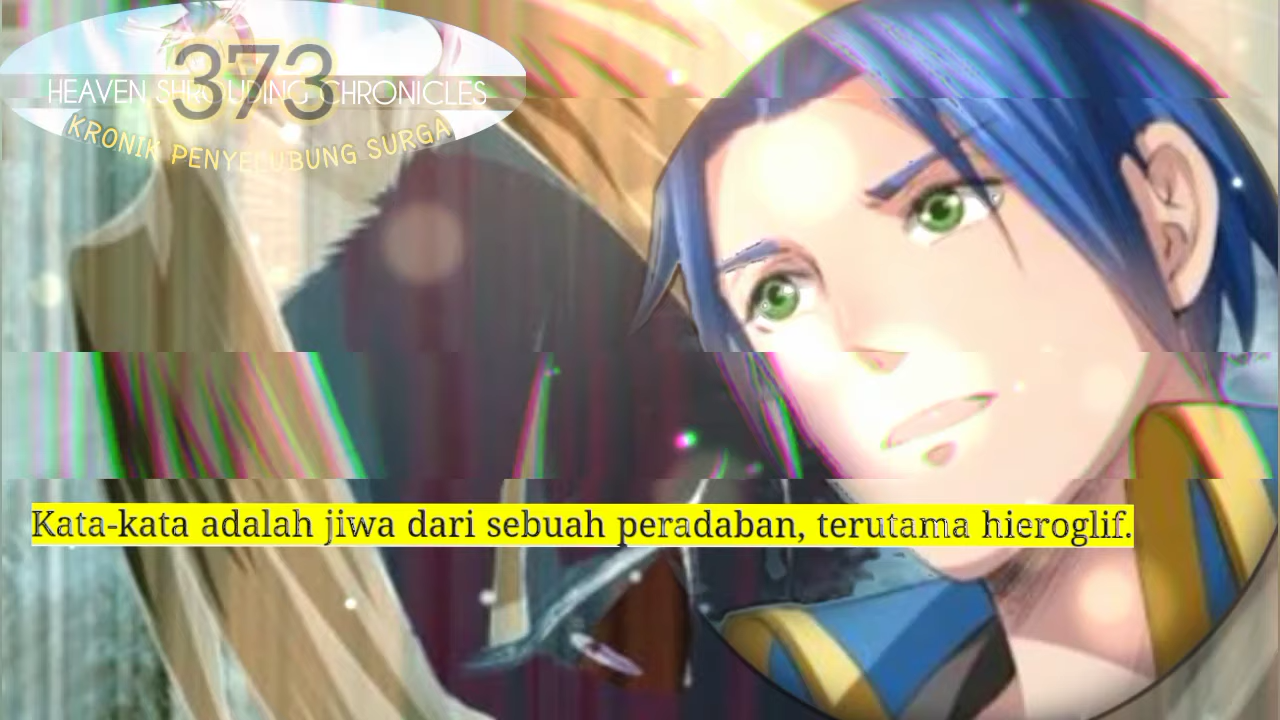 373
HEAVEN SHROUDING CHRONICLES
KRONIK PENYELUBUNG SURGA
Kata-kata adalah jiwa dari sebuah peradaban, terutama hieroglif.